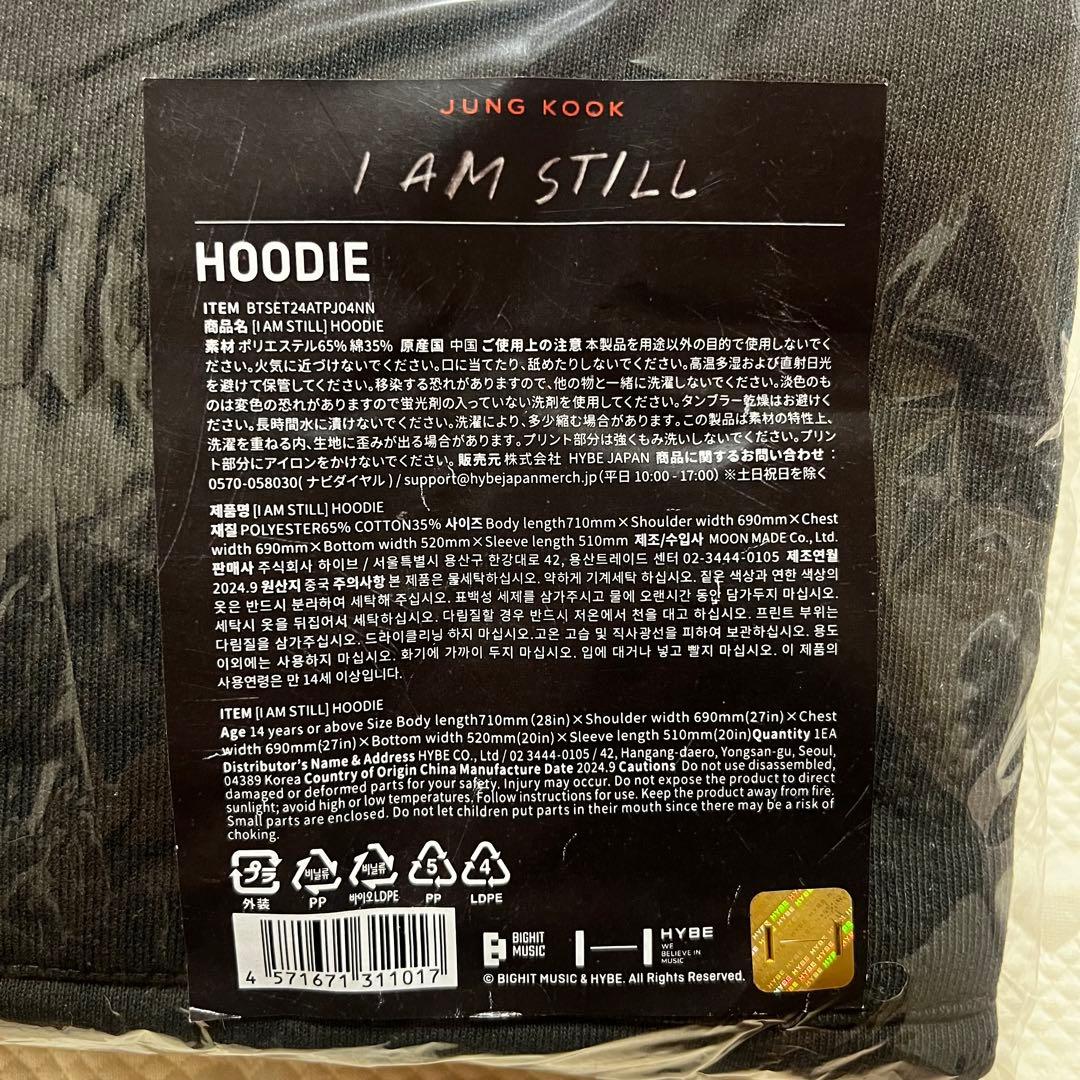 JUNG KOOK
I AM STILL
HOODIE
ITEM BTSET24ATPJ04NN
商品名 [I AM STILL] HOODIE
素材 ポリエステル65% 綿35% 原産国 中国 ご使用上の注意 本製品を用途以外の目的で使用しないでく
ださい。火気に近づけないでください。口に当てたり、舐めたりしないでください。高温多湿および直射日光
を避けて保管してください。移染する恐れがありますので、他の物と一緒に洗濯しないでください。淡色のも
のは変色の恐れがありますので蛍光剤の入っていない洗剤を使用してください。タンブラー乾燥はお避けく
ださい。長時間水に漬けないでください。洗濯により、多少縮む場合があります。この製品は素材の特性上、
洗濯を重ねる内、生地に歪みが出る場合があります。プリント部分は強くもみ洗いしないでください。プリン
ト部分にアイロンをかけないでください。販売元 株式会社 HYBE JAPAN 商品に関するお問い合わせ：
0570-058030( ナビダイヤル ) / support@hybejapanmerch.jp (平日 10:00 - 17:00) ※土日祝日を除く
제품명 [I AM STILL] HOODIE
재질 POLYESTER65% COTTON35% 사이즈 Body length710mm×Shoulder width 690mm×Chest
width 690mm×Bottom width 520mm×Sleeve length 510mm 제조/수입사 MOON MADE Co., Ltd.
판매사 주식회사 하이브 / 서울특별시 용산구 한강대로 42, 용산트레이드 센터 02-3444-0105 제조연월
2024.9 원산지 중국 주의사항 본 제품은 물세탁하십시오. 약하게 기계세탁 하십시오. 짙은 색상과 연한 색상의
옷은 반드시 분리하여 세탁해 주십시오. 표백성 세제를 삼가주시고 물에 오랜시간 동안 담가두지 마십시오.
세탁시 옷을 뒤집어서 세탁하십시오. 다림질할 경우 반드시 저온에서 천을 대고 하십시오. 프린트 부위는
다림질을 삼가주십시오. 드라이클리닝 하지 마십시오.고온 고습 및 직사광선을 피하여 보관하십시오. 용도
이외에는 사용하지 마십시오. 화기에 가까이 두지 마십시오. 입에 대거나 넣고 빨지 마십시오. 이 제품의
사용연령은 만 14세 이상입니다.
ITEM [I AM STILL] HOODIE
Age 14 years or above Size Body length710mm (28in)×Shoulder width 690mm(27in)×Chest
width 690mm(27in)×Bottom width 520mm(20in)×Sleeve length 510mm(20in)Quantity 1EA
Distributor's Name & Address HYBE CO., Ltd / 02 3444-0105 / 42, Hangang-daero, Yongsan-gu, Seoul,
04389 Korea Country of Origin China Manufacture Date 2024.9 Cautions Do not use disassembled,
damaged or deformed parts for your safety. Injury may occur. Do not expose the product to direct
sunlight; avoid high or low temperatures. Follow instructions for use. Keep the product away from fire.
Small parts are enclosed. Do not let children put parts in their mouth since there may be a risk of
choking.
プラ 비닐류 비닐류 5 4
外装 PP 바이오LDPE PP LDPE
4 571671 311017
BIGHIT MUSIC
HYBE
WE BELIEVE IN MUSIC
© BIGHIT MUSIC & HYBE. All Rights Reserved.
HYBE HYBE HYBE